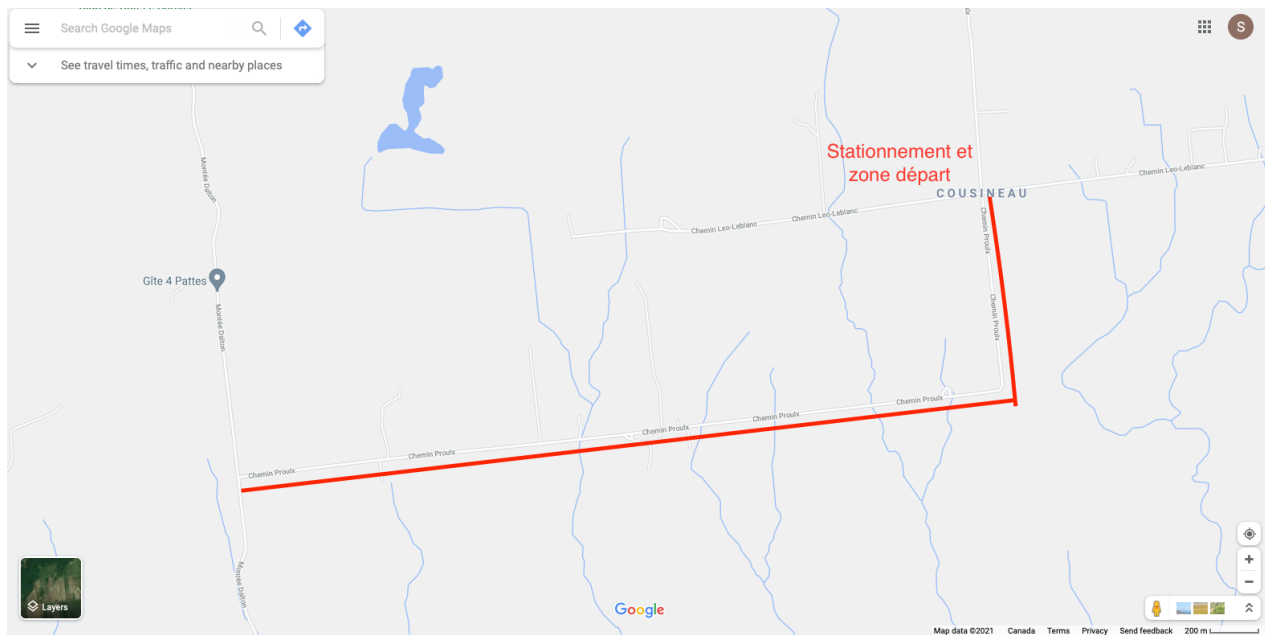 Search Google Maps
S
See travel times, traffic and nearby places
Montée Dalton
Stationnement et
zone départ
Chemin Leo-Leblanc
COUSINEAU
Chemin Leo-Leblanc
Chemin Leo-Leblanc
Chemin Proulx
Gîte 4 Pattes
Montée Dalton
Chemin Proulx
Chemin Proulx
Chemin Proulx
Chemin Proulx
Chemin Proulx
Chemin Proulx
Montée Dalton
Layers
Google
Map data ©2021 Canada Terms Privacy Send feedback 200 m